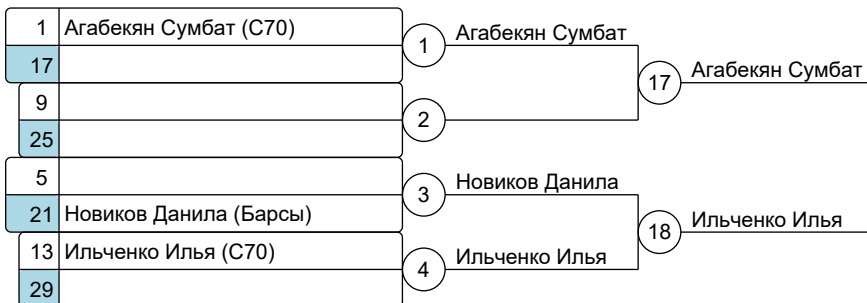 1 Агабекян Сумбат (С70)
17
1 Агабекян Сумбат
9
25
2
17 Агабекян Сумбат
5
21 Новиков Данила (Барсы)
3 Новиков Данила
13 Ильченко Илья (С70)
29
4 Ильченко Илья
18 Ильченко Илья